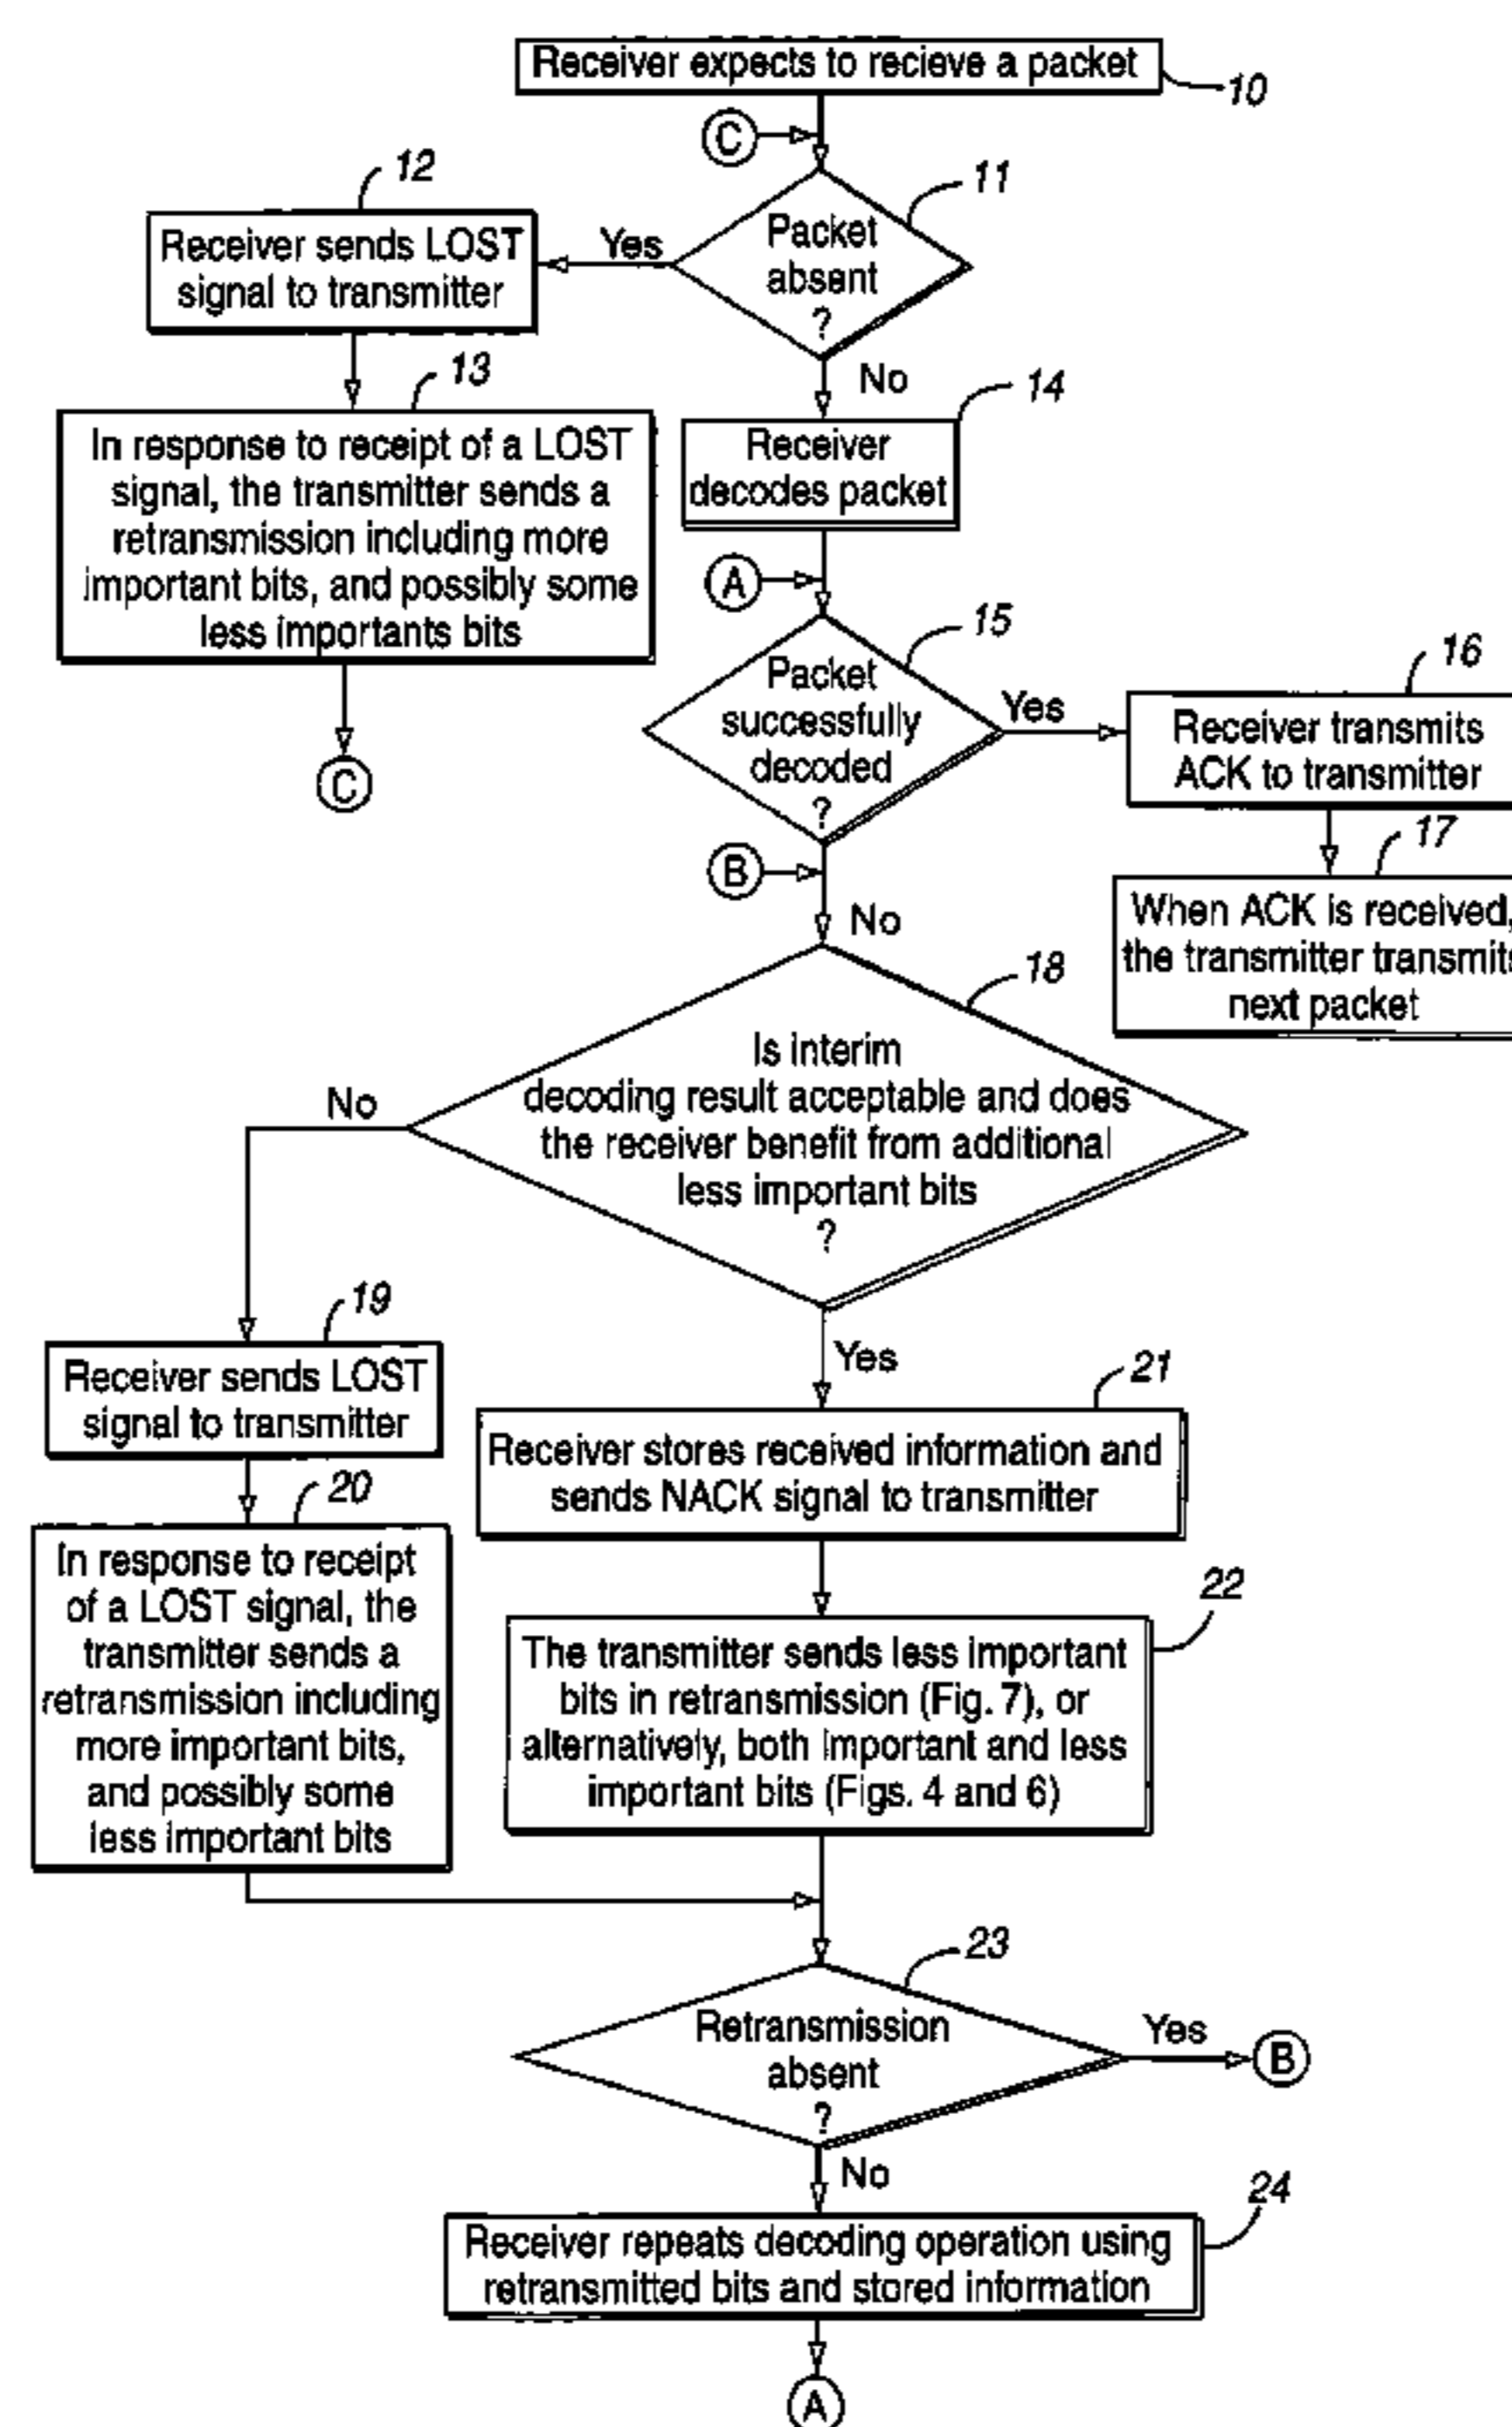 Receiver expects to recieve a packet
10
C
11
12
Packet
absent
?
Yes
Receiver sends LOST
signal to transmitter
No
13
14
In response to receipt of a LOST
signal, the transmitter sends a
retransmission including more
important bits, and possibly some
less importants bits
Receiver
decodes packet
A
15
C
Packet
successfully
decoded
?
Yes
16
Receiver transmits
ACK to transmitter
17
B
No
When ACK is received,
the transmitter transmits
next packet
18
Is interim
decoding result acceptable and does
the receiver benefit from additional
less important bits
?
No
19
Yes
Receiver sends LOST
signal to transmitter
21
Receiver stores received information and
sends NACK signal to transmitter
20
In response to receipt
of a LOST signal, the
transmitter sends a
retransmission including
more important bits,
and possibly some
less important bits
22
The transmitter sends less important
bits in retransmission (Fig. 7), or
alternatively, both important and less
important bits (Figs. 4 and 6)
23
Retransmission
absent
?
Yes
B
No
24
Receiver repeats decoding operation using
retransmitted bits and stored information
A